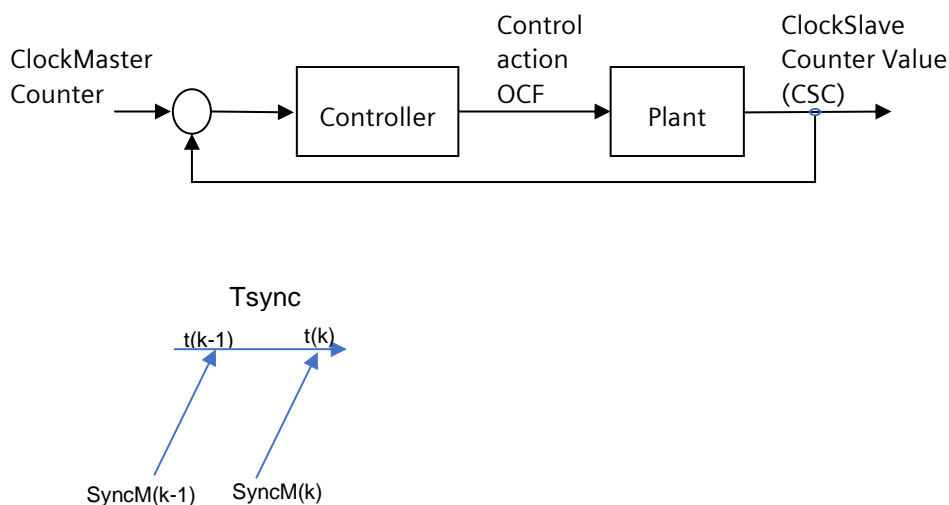 ClockMaster
Counter
Controller
Control
action
OCF
Plant
ClockSlave
Counter Value
(CSC)
Tsync
t(k-1)
t(k)
SyncM(k-1)
SyncM(k)